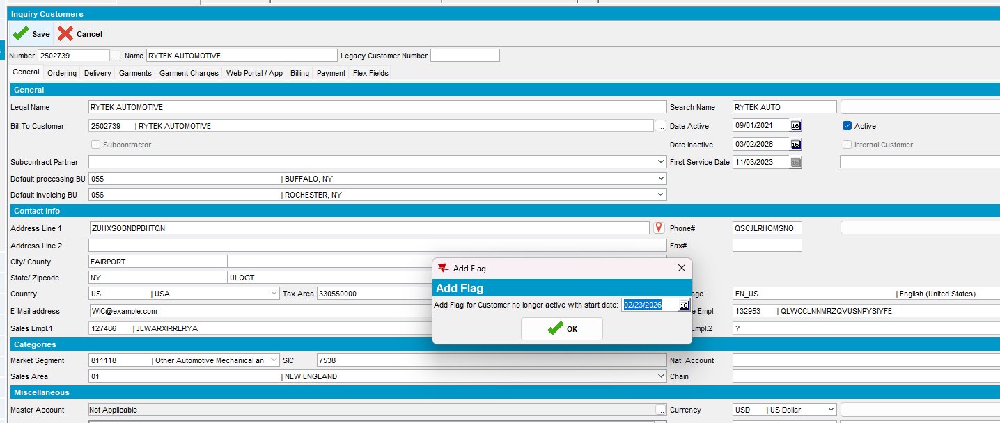 Inquiry Customers
Save Cancel
Number 2502739 ... Name RYTEK AUTOMOTIVE Legacy Customer Number
General Ordering Delivery Garments Garment Charges Web Portal / App Billing Payment Flex Fields
General
Legal Name RYTEK AUTOMOTIVE Search Name RYTEK AUTO
Bill To Customer 2502739 | RYTEK AUTOMOTIVE ... Date Active 09/01/2021 16 Active
Subcontractor Date Inactive 03/02/2026 16 Internal Customer
Subcontract Partner First Service Date 11/03/2023 16
Default processing BU 055 | BUFFALO, NY
Default invoicing BU 056 | ROCHESTER, NY
Contact info
Address Line 1 ZUHXSOBNDPBHTQN Phone# QSCJLRHOMSNO
Address Line 2 Fax#
City/ County FAIRPORT
State/ Zipcode NY ULQGT
Country US | USA Tax Area 330550000 age EN_US | English (United States)
E-Mail address WIC@example.com e Empl. 132953 | QLWCCLNNMRZQVUSNPYSIYFE
Sales Empl.1 127486 | JEWARXIRRLRYA Empl.2 ?
Add Flag
Add Flag
Add Flag for Customer no longer active with start date: 02/23/2026 16
OK
Categories
Market Segment 811118 | Other Automotive Mechanical an SIC 7538 Nat. Account
Sales Area 01 | NEW ENGLAND Chain
Miscellaneous
Master Account Not Applicable ... Currency USD | US Dollar